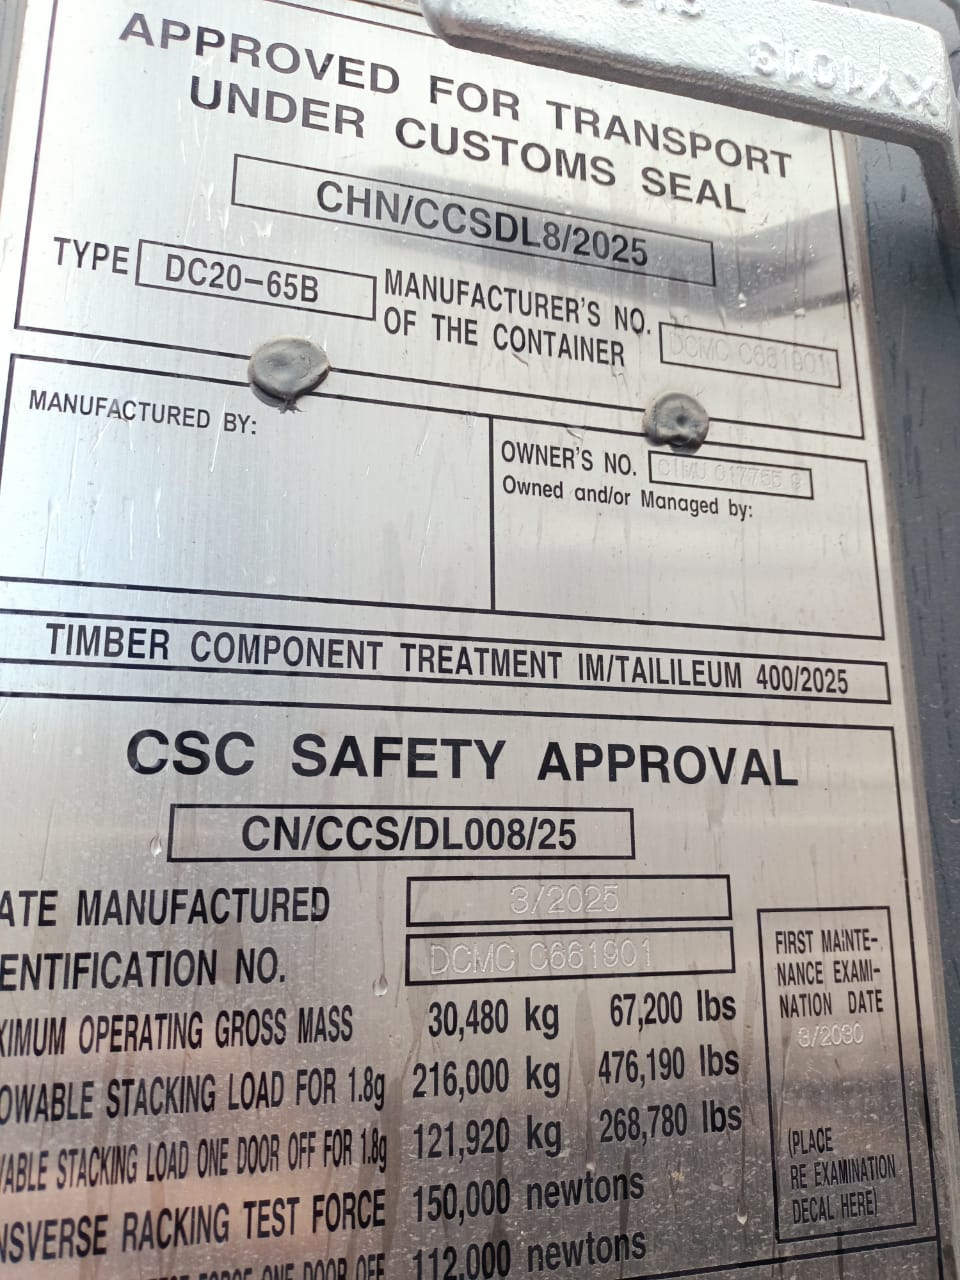 APPROVED FOR TRANSPORT
UNDER CUSTOMS SEAL
CHN/CCSDL8/2025
TYPE DC20-65B MANUFACTURER'S NO.
OF THE CONTAINER DCMC C661901
MANUFACTURED BY:
OWNER'S NO.
Owned and/or Managed by:
TIMBER COMPONENT TREATMENT IM/TAILILEUM 400/2025
CSC SAFETY APPROVAL
CN/CCS/DL008/25
ATE MANUFACTURED 3/2025
ENTIFICATION NO. DCMC C661901
XIMUM OPERATING GROSS MASS 30,480 kg 67,200 lbs
OWABLE STACKING LOAD FOR 1.8g 216,000 kg 476,190 lbs
VABLE STACKING LOAD ONE DOOR OFF FOR 1.8g 121,920 kg 268,780 lbs
NSVERSE RACKING TEST FORCE 150,000 newtons
FORCE ONE DOOR OFF 112,000 newtons
FIRST MAINTE-
NANCE EXAMI-
NATION DATE
3/2030
(PLACE
RE EXAMINATION
DECAL HERE)